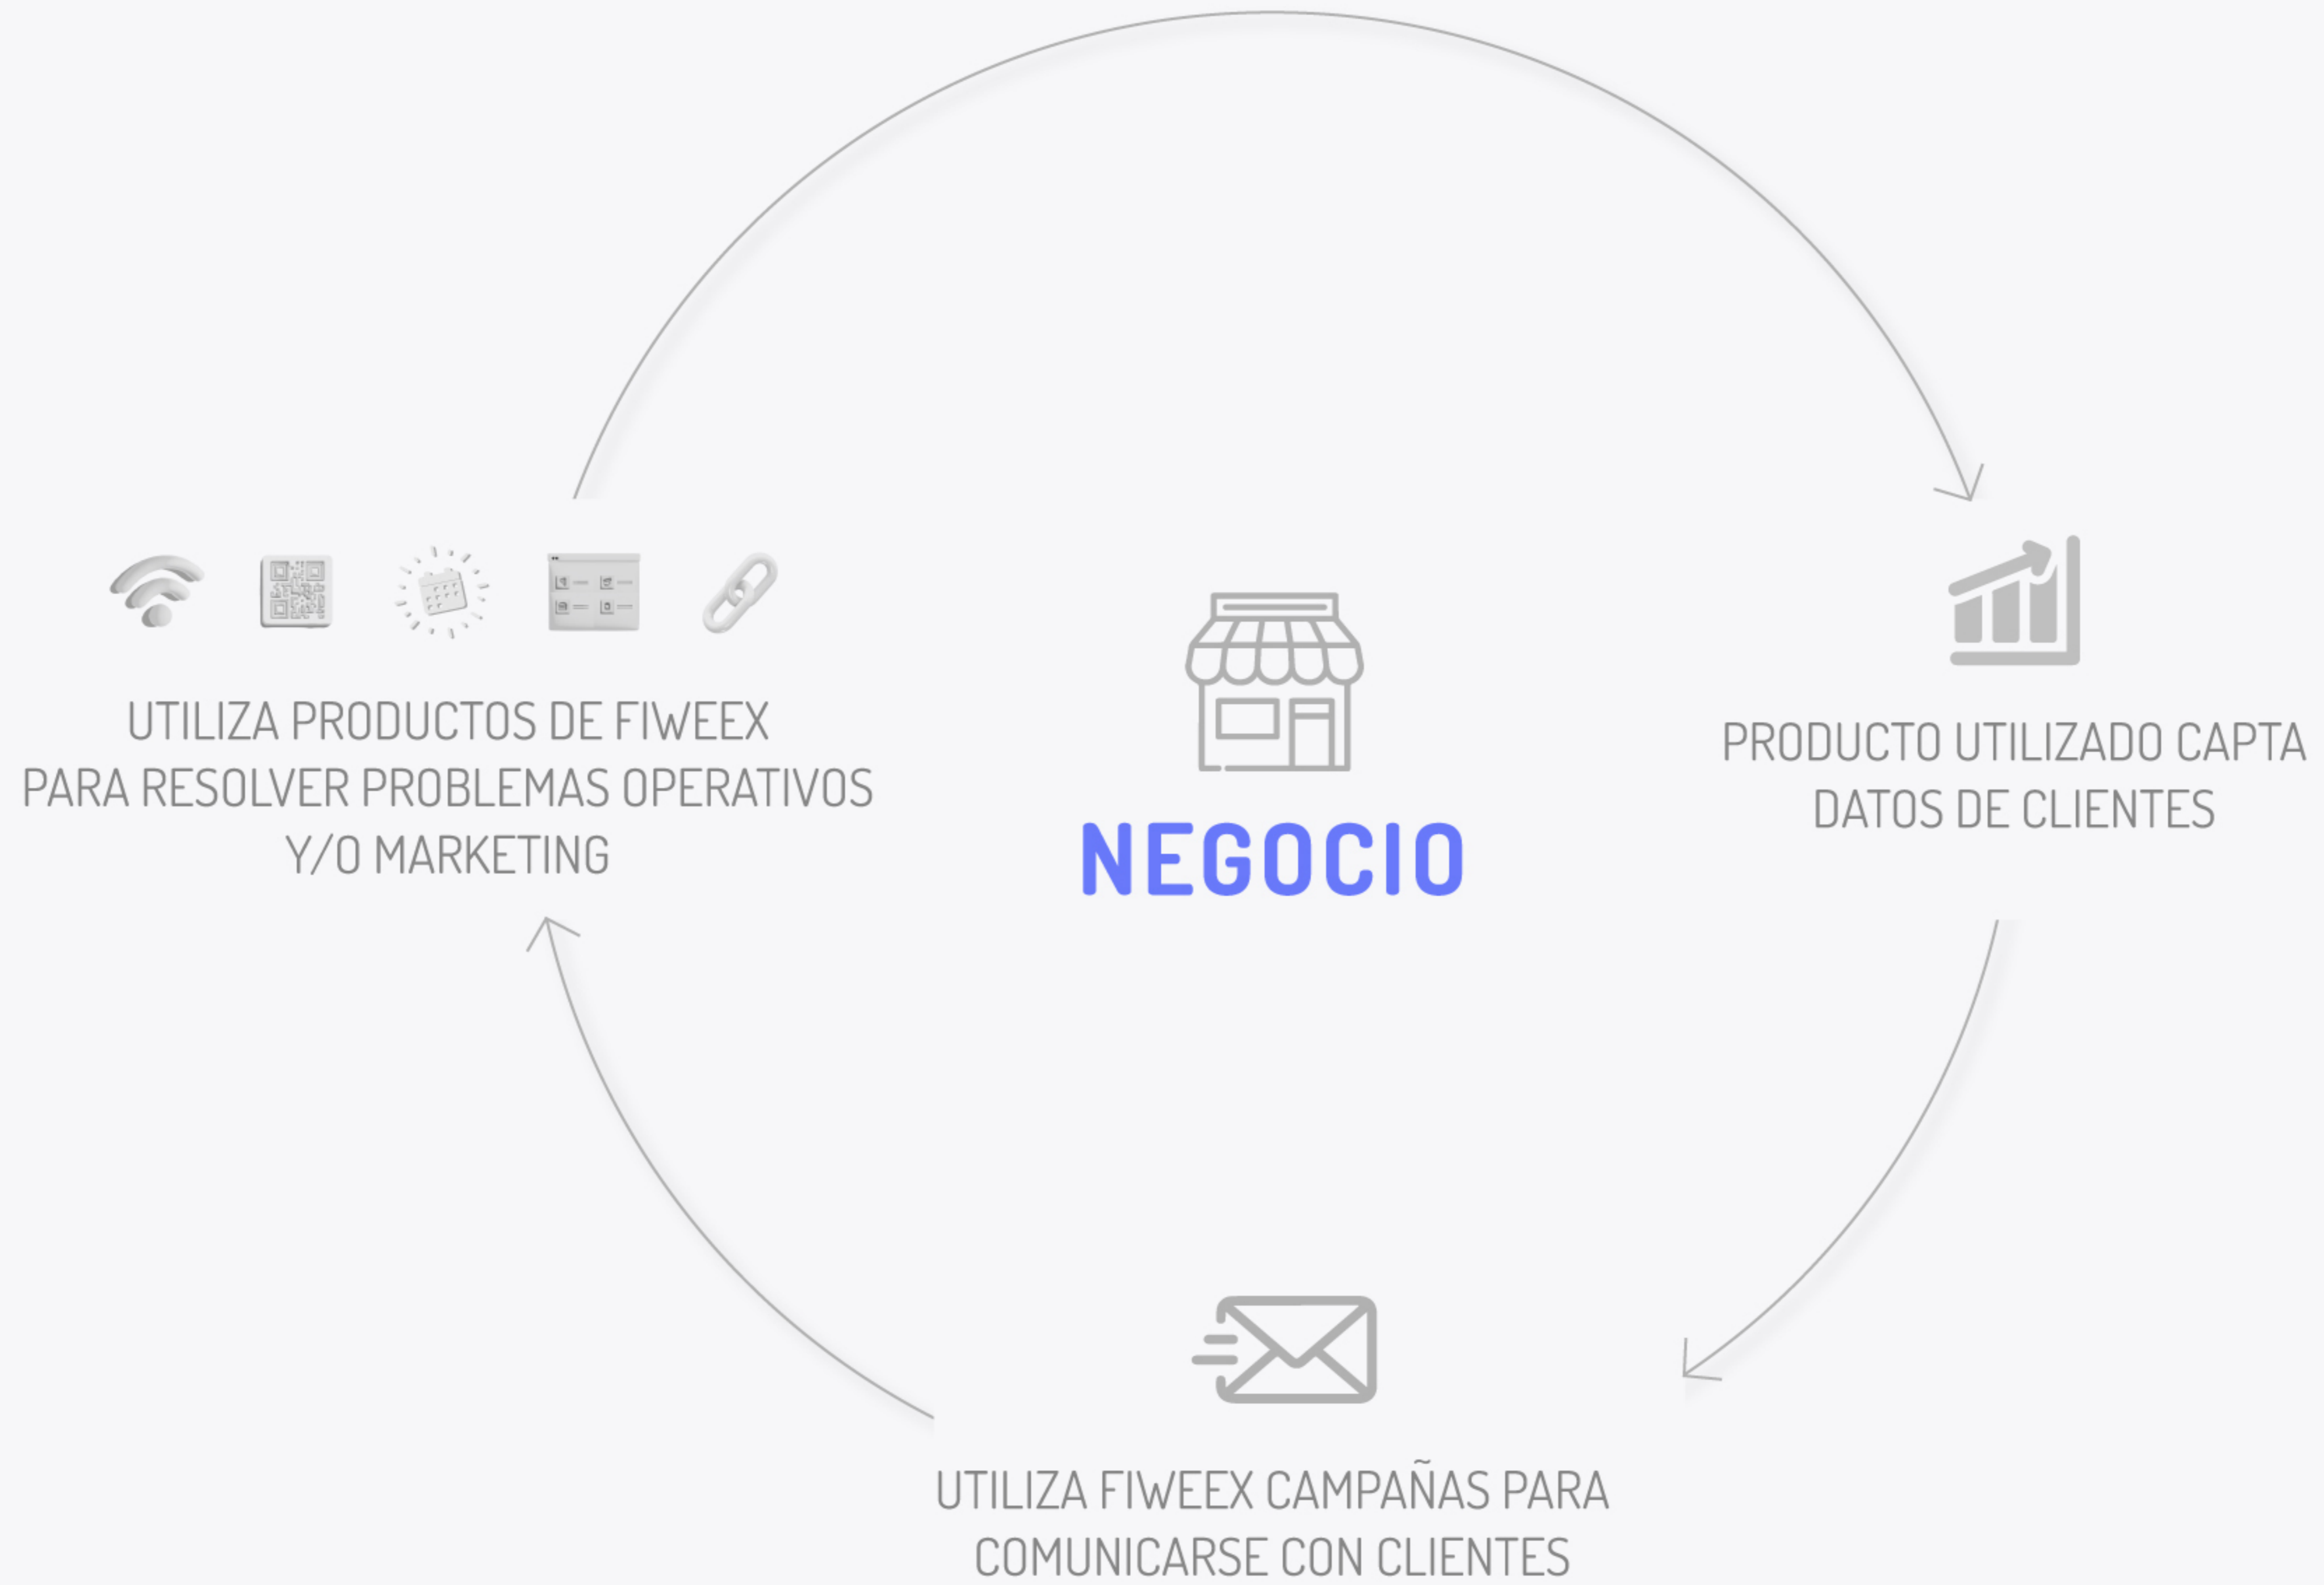 UTILIZA PRODUCTOS DE FIWEEX
PARA RESOLVER PROBLEMAS OPERATIVOS
Y/O MARKETING
NEGOCIO
PRODUCTO UTILIZADO CAPTA
DATOS DE CLIENTES
UTILIZA FIWEEX CAMPAÑAS PARA
COMUNICARSE CON CLIENTES